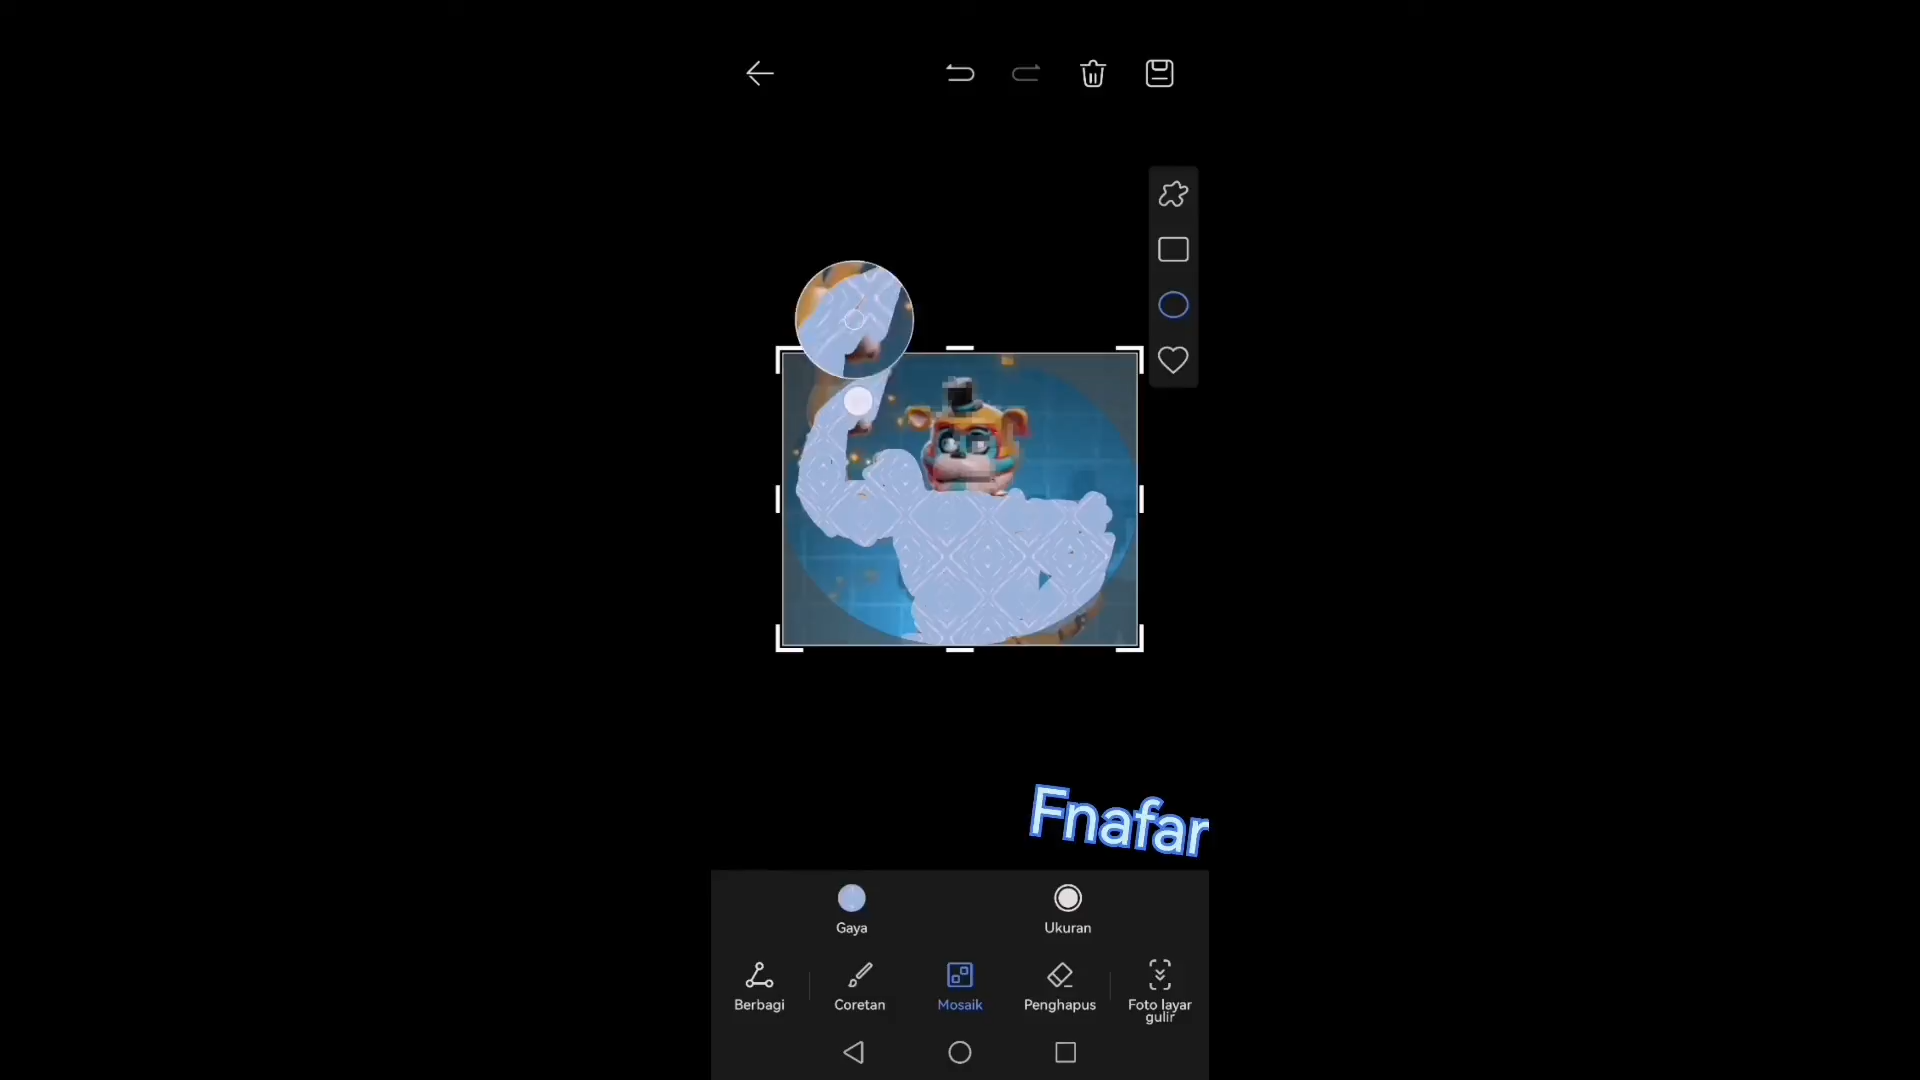 Fnafar
Gaya
Ukuran
Berbagi
Coretan
Mosaik
Penghapus
Foto layar
gulir